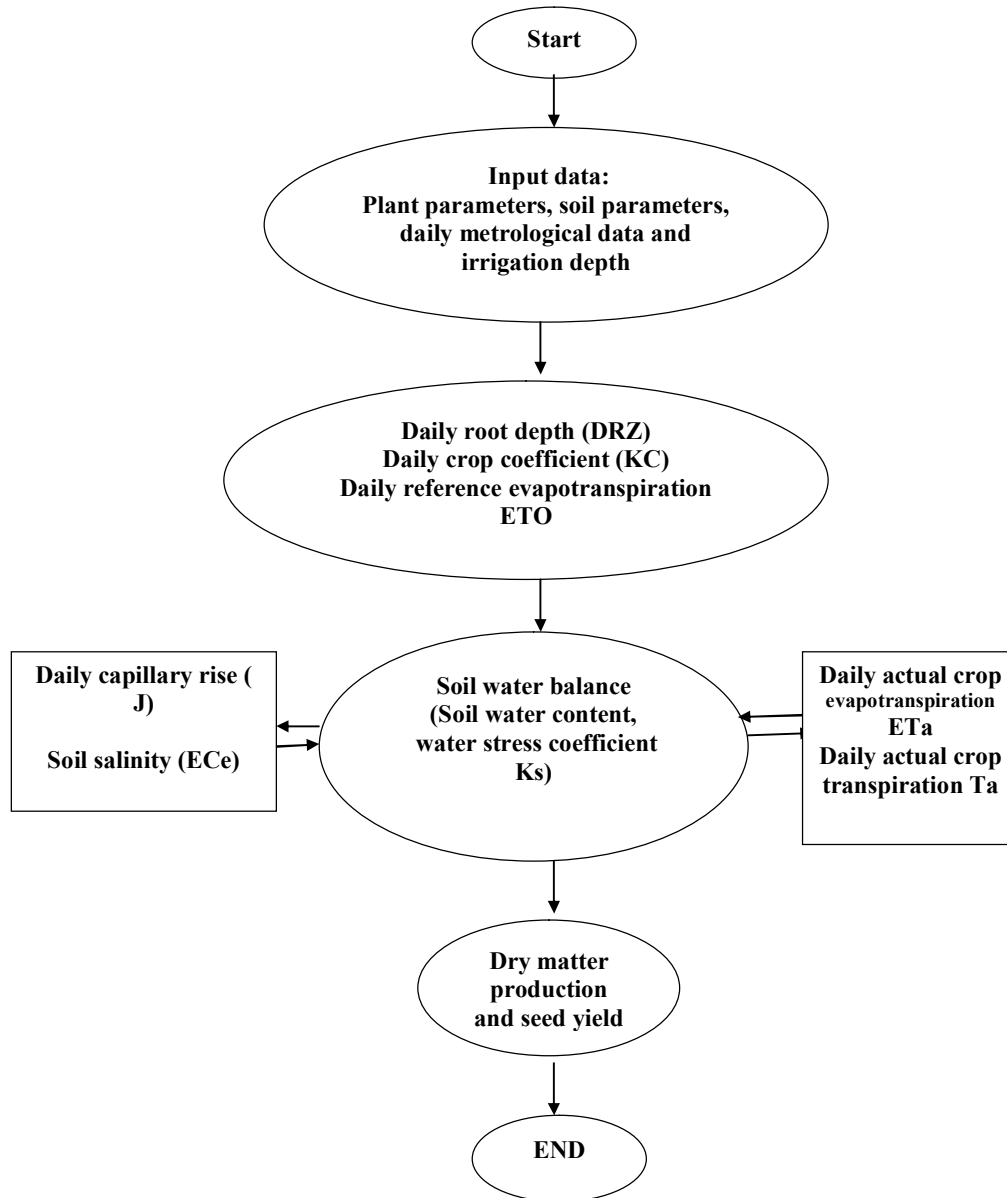 Start
Input data:
Plant parameters, soil parameters,
daily metrological data and
irrigation depth
Daily root depth (DRZ)
Daily crop coefficient (KC)
Daily reference evapotranspiration
ETO
Daily capillary rise (
J)
Soil salinity (ECe)
Soil water balance
(Soil water content,
water stress coefficient
Ks)
Daily actual crop
evapotranspiration
ETa
Daily actual crop
transpiration Ta
Dry matter
production
and seed yield
END